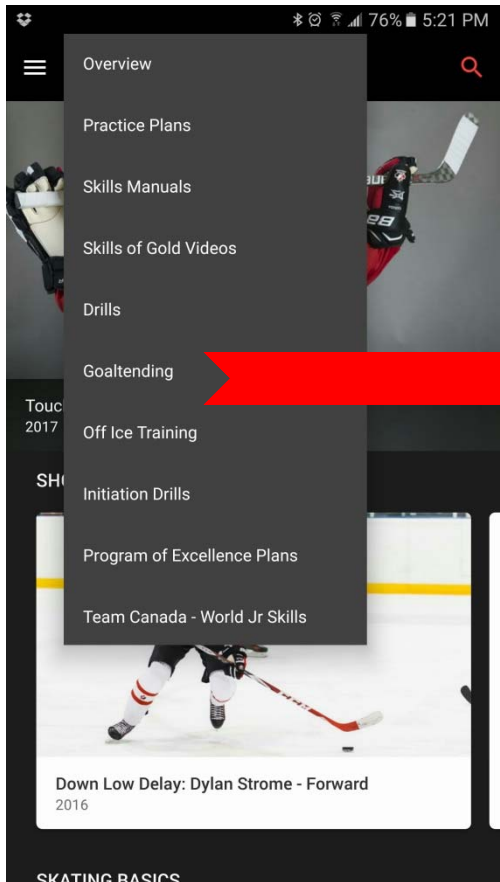 76% 5:21 PM
Overview
Practice Plans
Skills Manuals
Skills of Gold Videos
Drills
Goaltending
Touc
2017
Off Ice Training
SH
Initiation Drills
Program of Excellence Plans
Team Canada - World Jr Skills
Down Low Delay: Dylan Strome - Forward
2016
SKATING BASICS